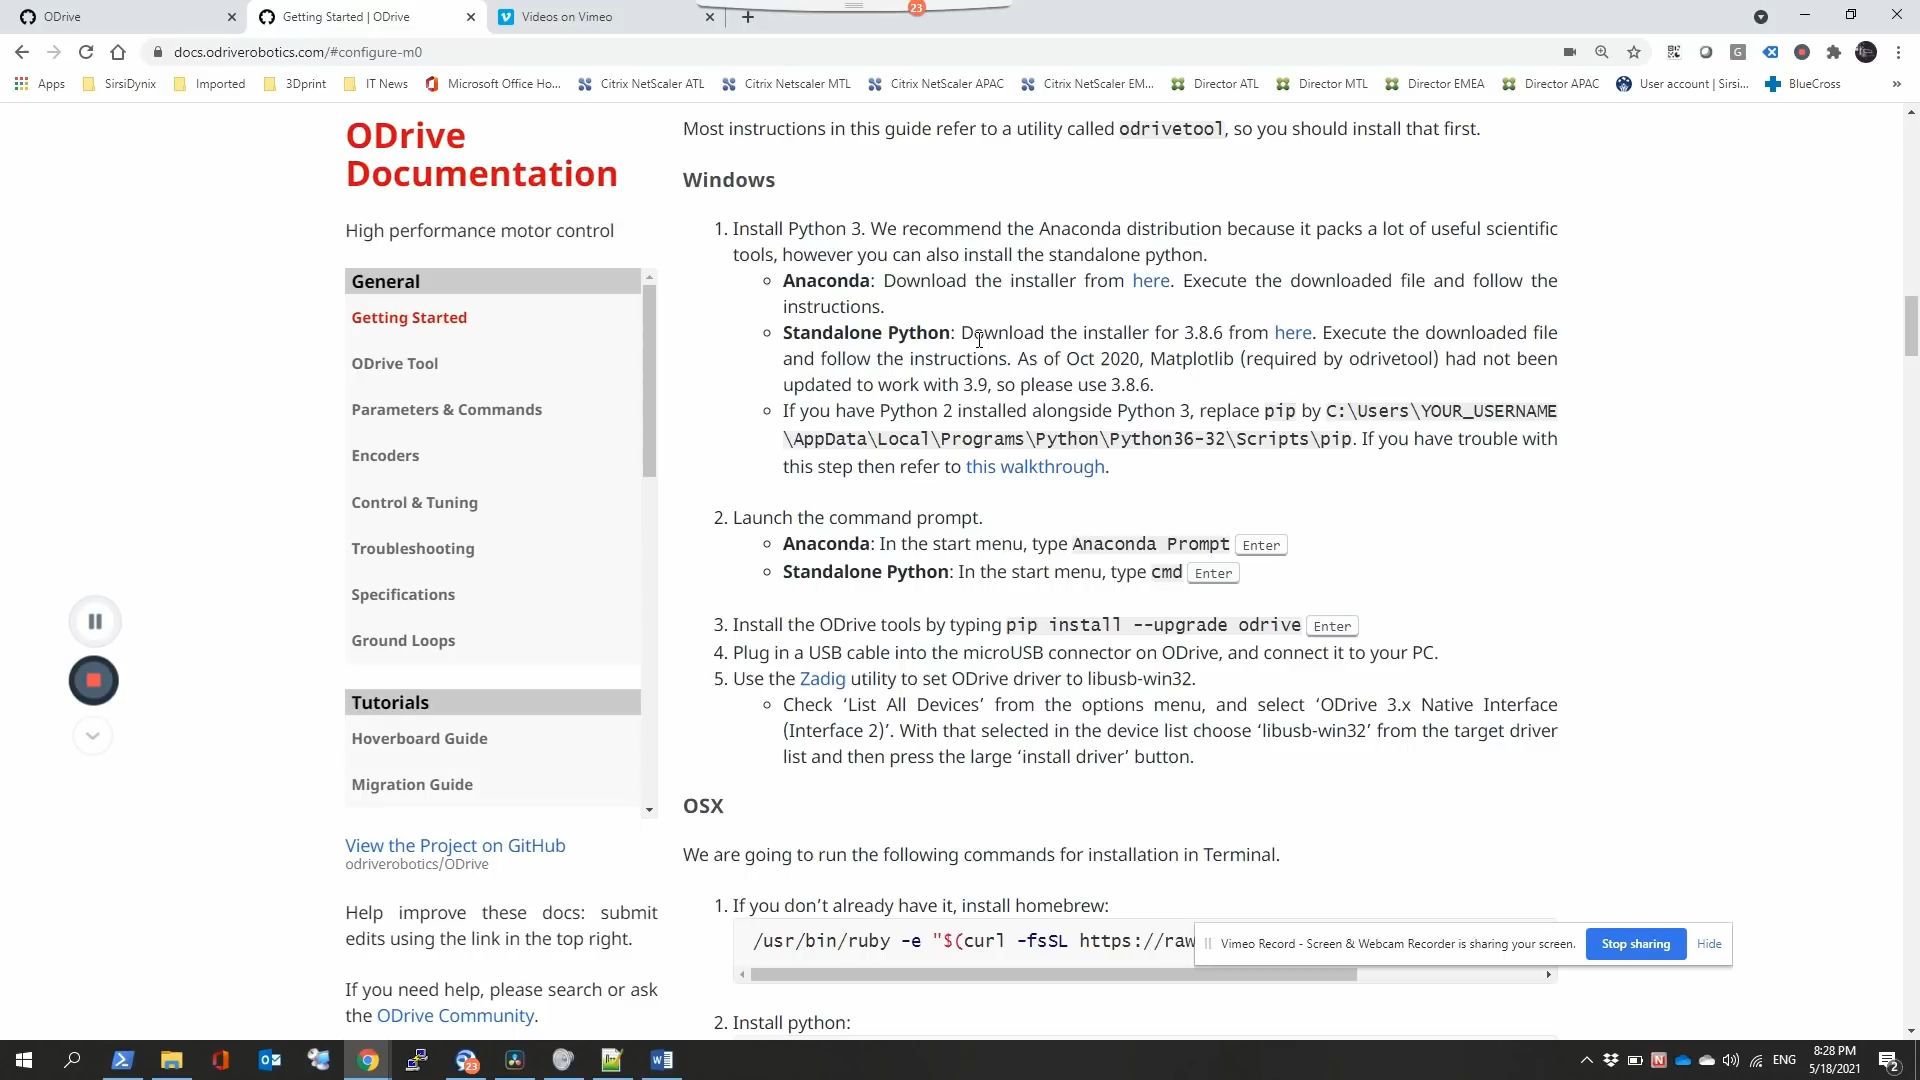 ODrive
Getting Started | ODrive
Videos on Vimeo
23
docs.odriverobotics.com/#configure-m0
Apps
SirsiDynix
Imported
3Dprint
IT News
Microsoft Office Ho...
Citrix NetScaler ATL
Citrix Netscaler MTL
Citrix NetScaler APAC
Citrix NetScaler EM...
Director ATL
Director MTL
Director EMEA
Director APAC
User account | Sirsi...
BlueCross
»
ODrive
Documentation
High performance motor control
General
Getting Started
ODrive Tool
Parameters & Commands
Encoders
Control & Tuning
Troubleshooting
Specifications
Ground Loops
Tutorials
Hoverboard Guide
Migration Guide
View the Project on GitHub
odriverobotics/ODrive
Help improve these docs: submit
edits using the link in the top right.
If you need help, please search or ask
the ODrive Community.
Most instructions in this guide refer to a utility called odrivetool, so you should install that first.
Windows
1. Install Python 3. We recommend the Anaconda distribution because it packs a lot of useful scientific
tools, however you can also install the standalone python.
Anaconda: Download the installer from here. Execute the downloaded file and follow the
instructions.
Standalone Python: Download the installer for 3.8.6 from here. Execute the downloaded file
and follow the instructions. As of Oct 2020, Matplotlib (required by odrivetool) had not been
updated to work with 3.9, so please use 3.8.6.
If you have Python 2 installed alongside Python 3, replace pip by C:\Users\YOUR_USERNAME
\AppData\Local\Programs\Python\Python36-32\Scripts\pip. If you have trouble with
this step then refer to this walkthrough.
2. Launch the command prompt.
Anaconda: In the start menu, type Anaconda Prompt Enter
Standalone Python: In the start menu, type cmd Enter
3. Install the ODrive tools by typing pip install --upgrade odrive Enter
4. Plug in a USB cable into the microUSB connector on ODrive, and connect it to your PC.
5. Use the Zadig utility to set ODrive driver to libusb-win32.
Check ‘List All Devices’ from the options menu, and select ‘ODrive 3.x Native Interface
(Interface 2)’. With that selected in the device list choose ‘libusb-win32’ from the target driver
list and then press the large ‘install driver’ button.
OSX
We are going to run the following commands for installation in Terminal.
1. If you don’t already have it, install homebrew:
/usr/bin/ruby -e "$(curl -fsSL https://raw
Vimeo Record - Screen & Webcam Recorder is sharing your screen.
Stop sharing
Hide
2. Install python:
23
ENG
8:28 PM
5/18/2021
2